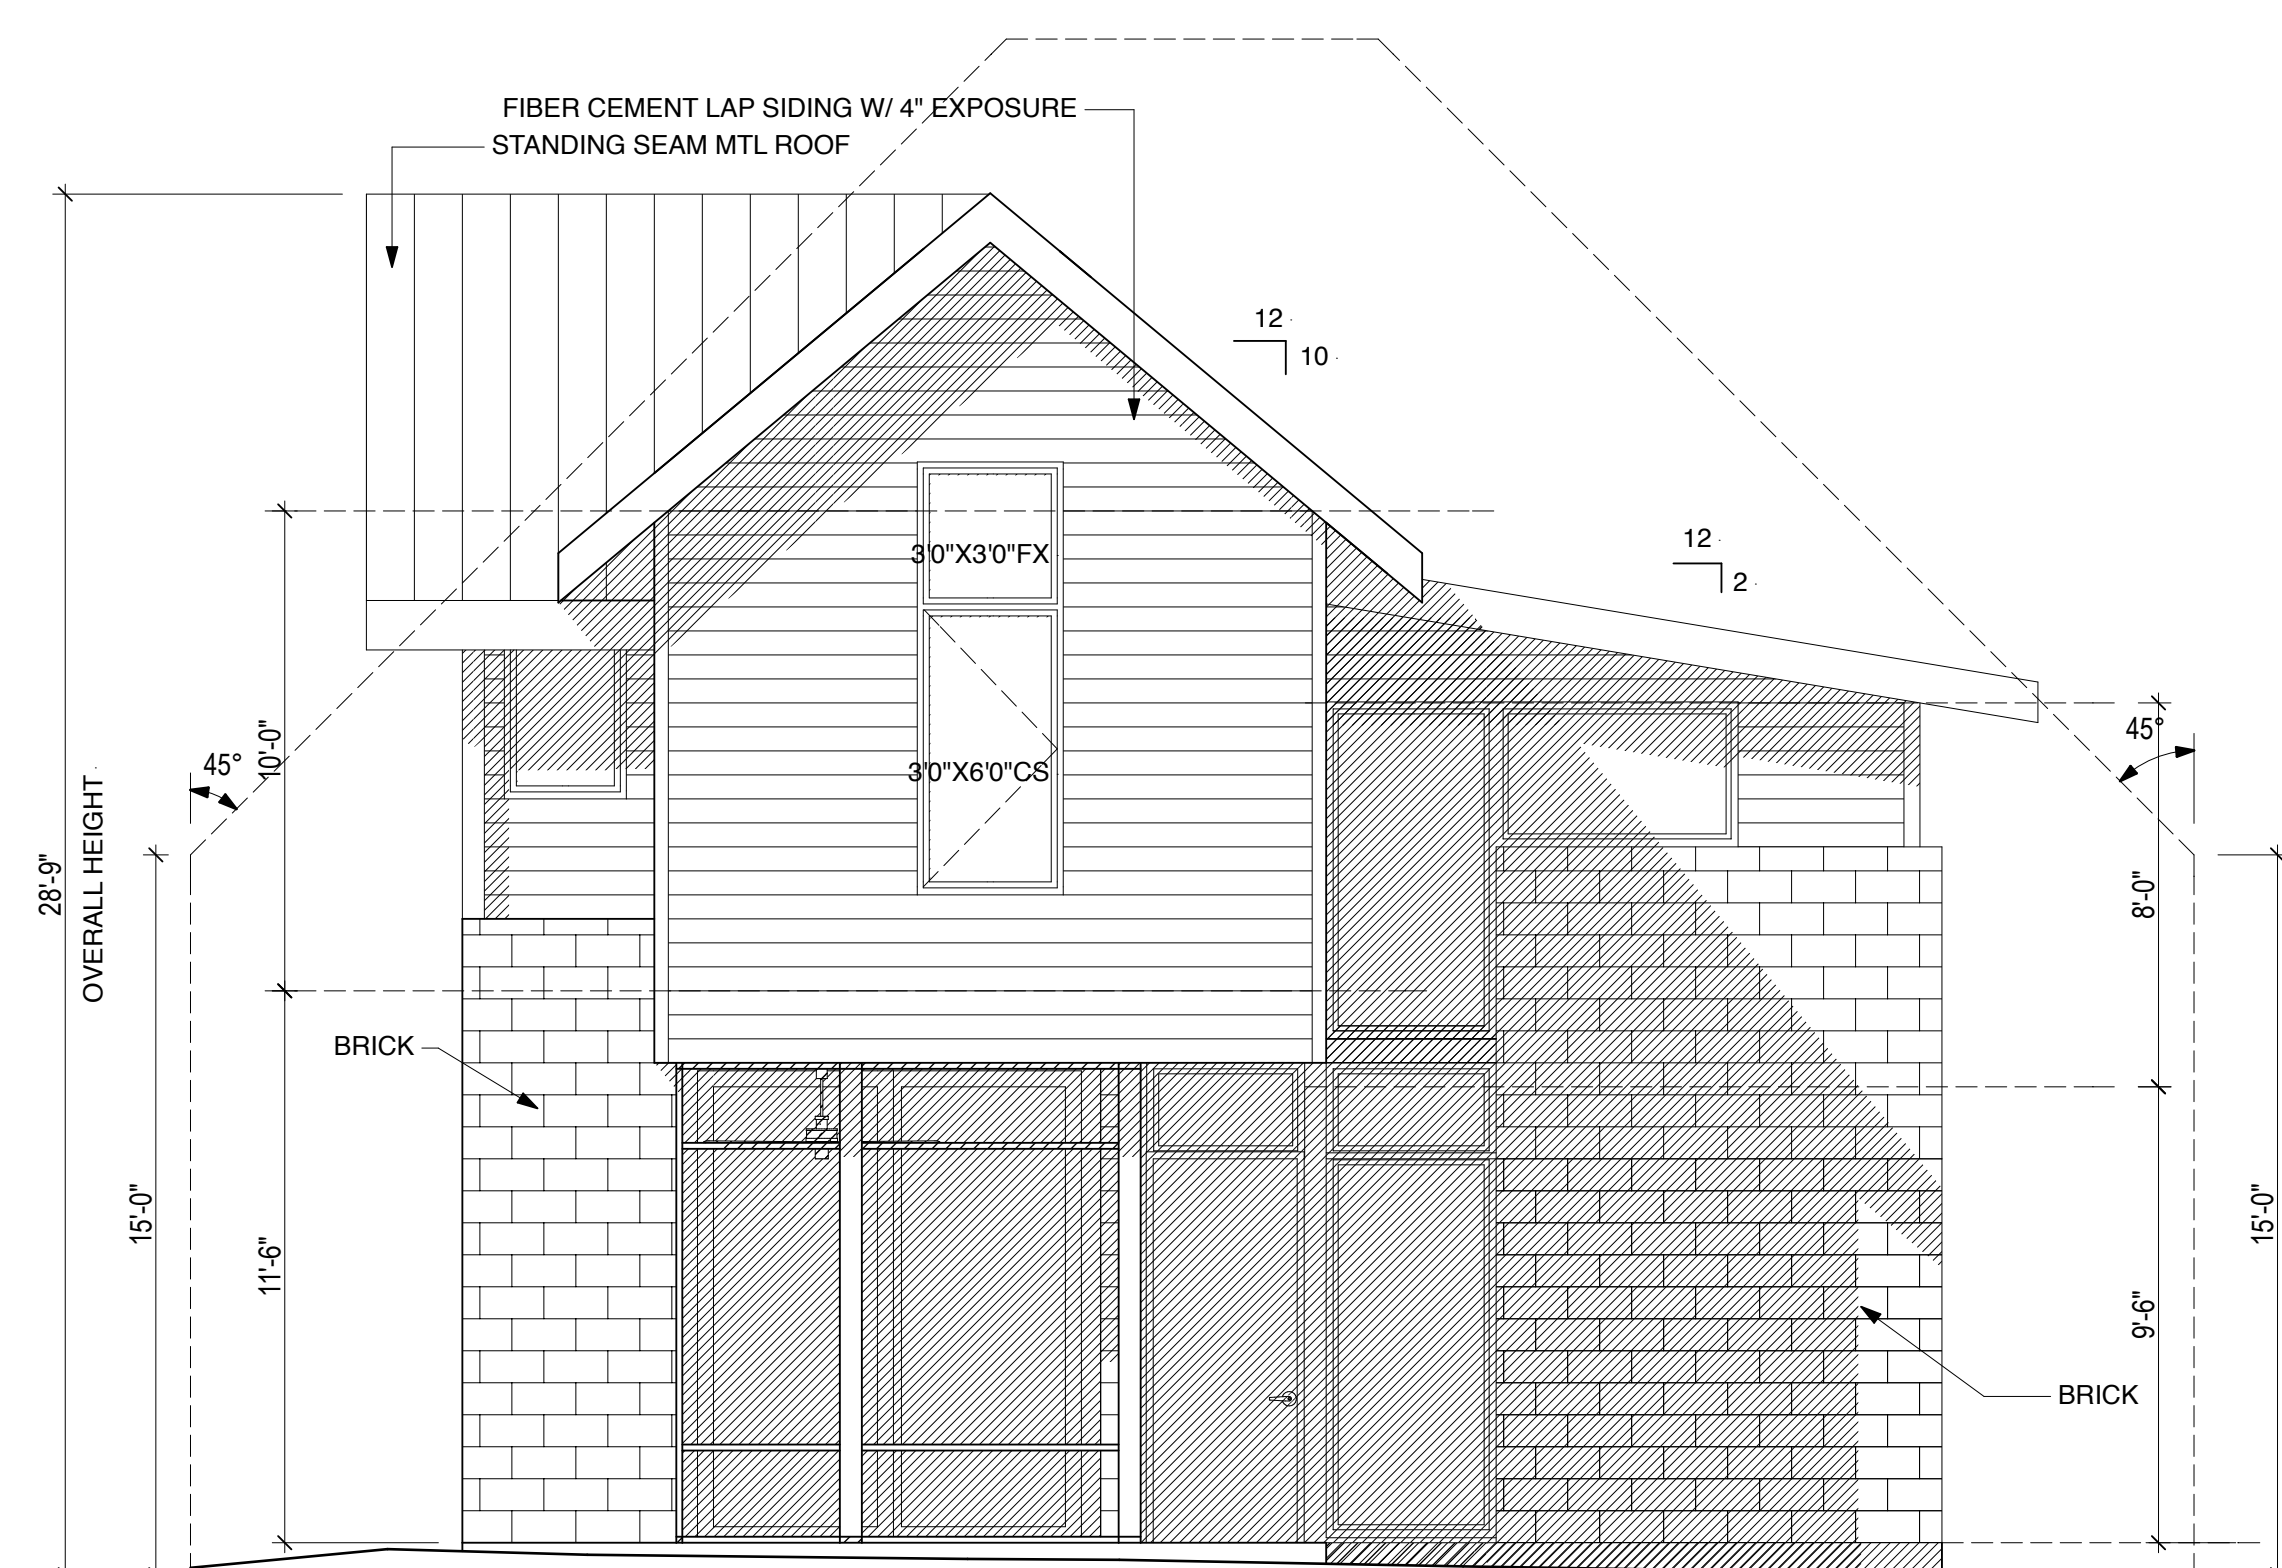 FIBER CEMENT LAP SIDING W/ 4" EXPOSURE
STANDING SEAM MTL ROOF
12
10
12
2
3'0"X3'0"FX
3'0"X6'0"CS
45°
45°
10'-0"
28'-9"
OVERALL HEIGHT
8'-0"
BRICK
15'-0"
11'-6"
9'-6"
15'-0"
BRICK